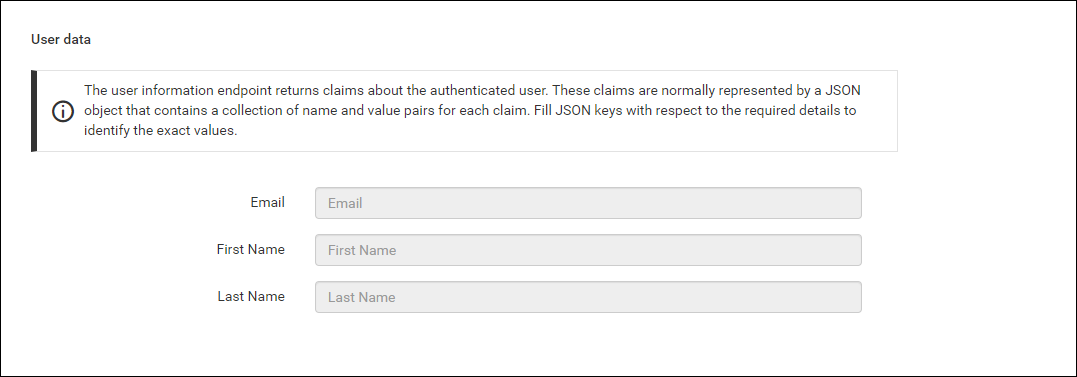 User data
The user information endpoint returns claims about the authenticated user. These claims are normally represented by a JSON
object that contains a collection of name and value pairs for each claim. Fill JSON keys with respect to the required details to
identify the exact values.
Email
Email
First Name
First Name
Last Name
Last Name